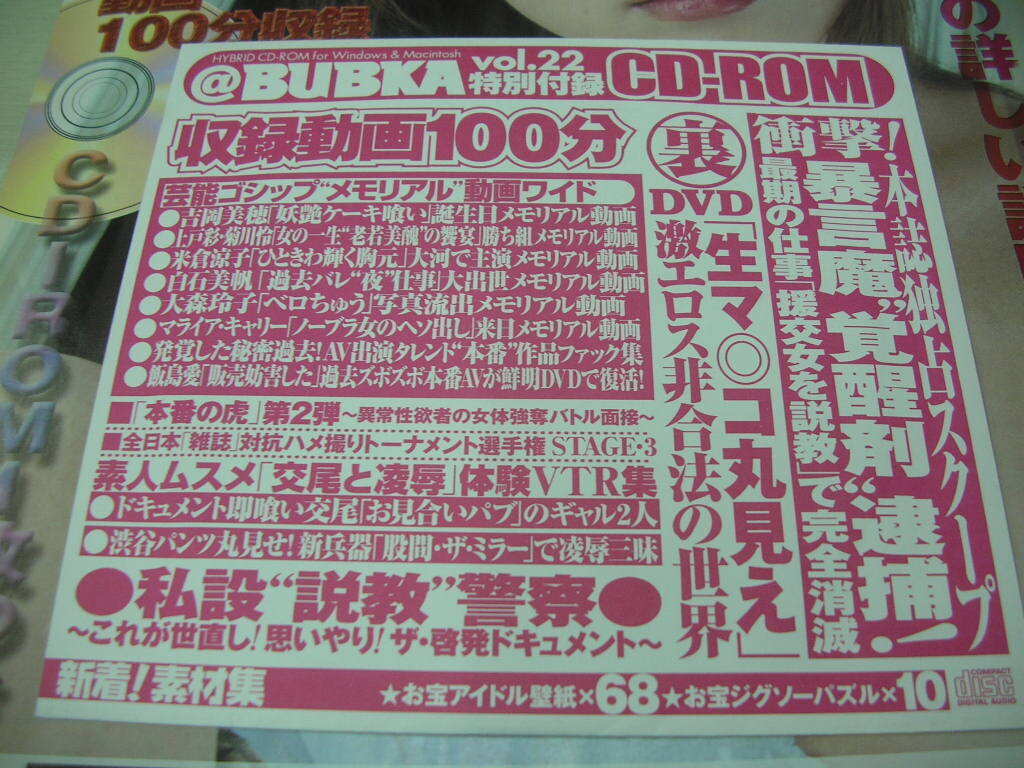 動画
100分収録
CD-ROM
の詳しい記
HYBRID CD-ROM for Windows & Macintosh
@BUBKA vol.22 特別付録 CD-ROM
収録動画100分
芸能ゴシップ“メモリアル”動画ワイド
●吉岡美穂「妖艶ケーキ喰い」誕生日メモリアル動画
●上戸彩・菊川怜「女の一生“老若美醜”の饗宴」勝ち組メモリアル動画
●米倉涼子「ひときわ輝く胸元」大河で主演メモリアル動画
●白石美帆「過去バレ“夜”仕事」大出世メモリアル動画
●大森玲子「ベロちゅう」写真流出メモリアル動画
●マライア・キャリー「ノーブラ女のヘソ出し」来日メモリアル動画
●発覚した秘密過去!AV出演タレンド“本番”作品ファック集
●飯島愛「販売妨害した」過去ズボズボ本番AVが鮮明DVDで復活!
■「本番の虎」第2弾~異常性欲者の女体強奪バトル面接~
■全日本「雑誌」対抗ハメ撮りトーナメント選手権 STAGE・3
素人ムスメ「交尾と凌辱」体験VTR集
●ドキュメント即喰い交尾「お見合いパブ」のギャル2人
●渋谷パンツ丸見せ!新兵器「股間・ザ・ミラー」で凌辱三昧
●私設“説教”警察●
~これが世直し!思いやり!ザ・啓発ドキュメント~
衝撃!本誌独占スクープ
“暴言魔”覚醒剤“逮捕”!
最期の仕事「援交女を説教」で完全消滅
裏DVD「生マ◎コ丸見え」
激エロス非合法の世界
新着!素材集
★お宝アイドル壁紙×68★お宝ジグソーパズル×10
COMPACT
disc
DIGITAL AUDIO